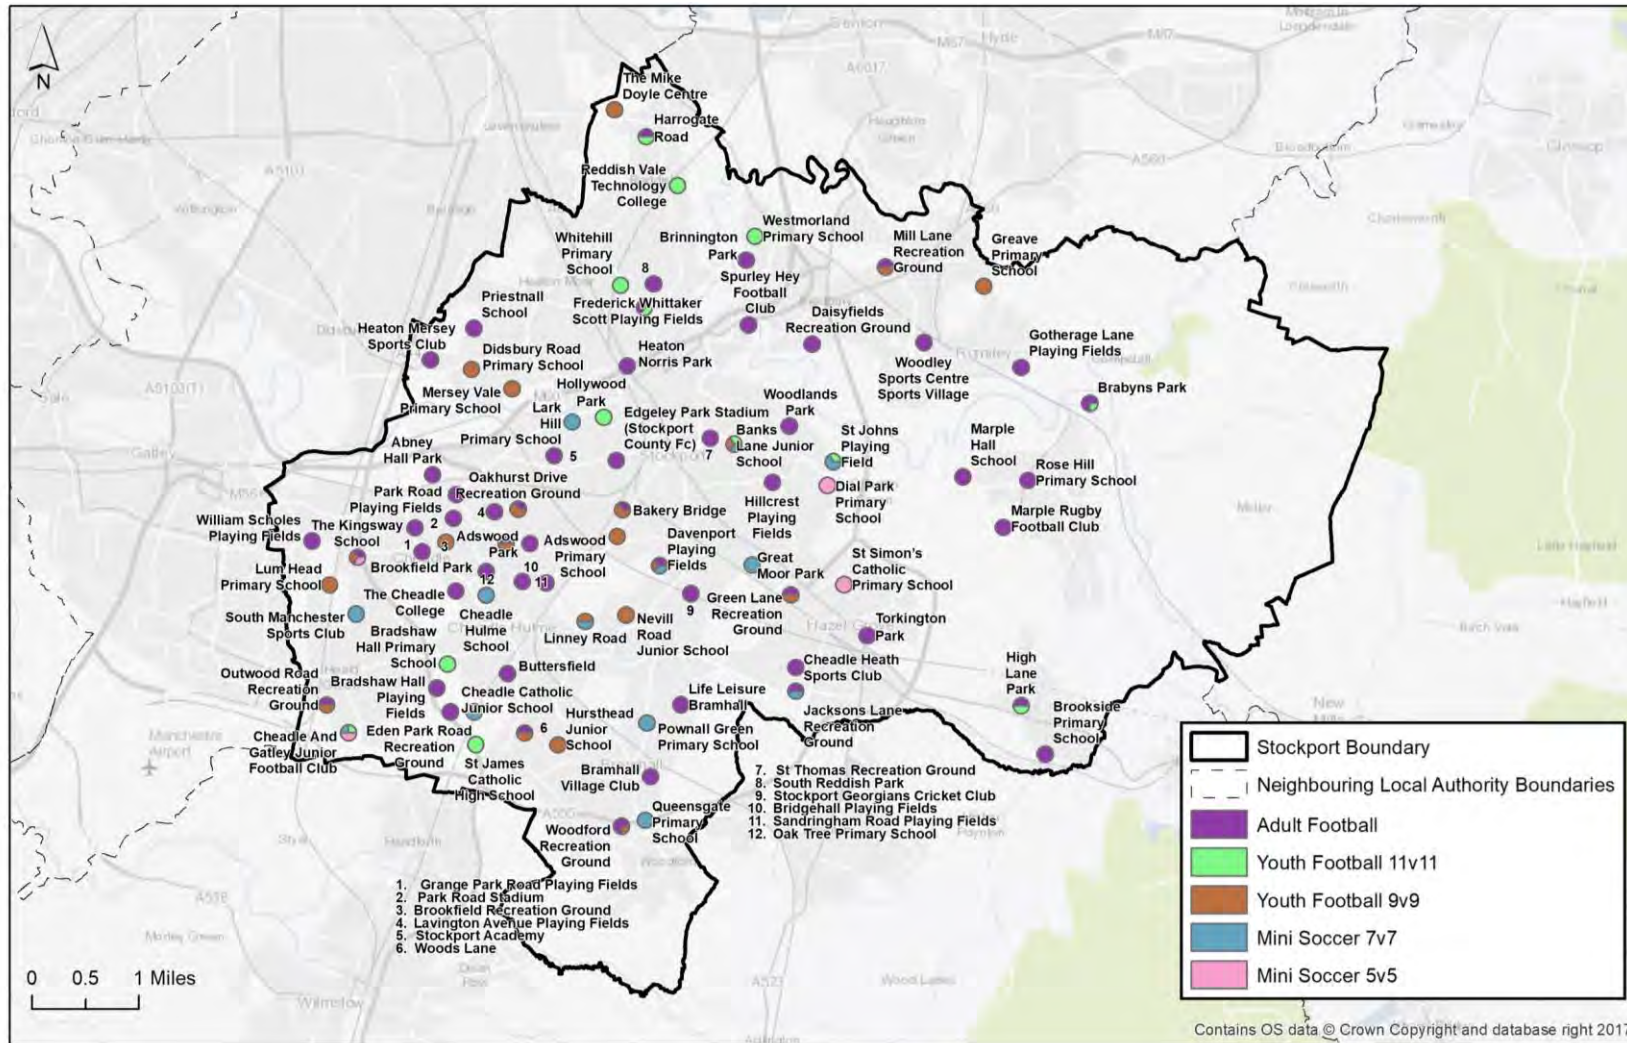 N
The Mike
Doyle Centre
Harrogate
Road
Reddish Vale
Technology
College
Westmorland
Primary School
Brinnington
Park
Whitehill
Primary
School
8
Mill Lane
Recreation
Ground
Greave
Primary
School
Spurley Hey
Football
Club
Frederick Whittaker
Scott Playing Fields
Priestnall
School
Heaton Mersey
Sports Club
Daisyfields
Recreation Ground
Gotherage Lane
Playing Fields
Didsbury Road
Primary School
Heaton
Norris Park
Woodley
Sports Centre
Sports Village
Brabyns Park
Mersey Vale
Primary School
Hollywood
Park
Lark
Hill
Primary School
Edgeley Park Stadium
(Stockport
County Fc)
Woodlands
Park
Banks
Lane Junior
School
7
5
St Johns
Playing
Field
Marple
Hall
School
Rose Hill
Primary School
Abney
Hall Park
Oakhurst Drive
Recreation Ground
Dial Park
Primary
School
Hillcrest
Playing
Fields
Marple Rugby
Football Club
Park Road
Playing Fields
4
2
Bakery Bridge
William Scholes
Playing Fields
The Kingsway
School
1
3
Adswood
Park
Adswood
Primary
School
Davenport
Playing
Fields
Great
Moor Park
St Simon's
Catholic
Primary School
Brookfield Park
10
12
11
Lum Head
Primary School
The Cheadle
College
9
Green Lane
Recreation
Ground
South Manchester
Sports Club
Cheadle
Hulme
School
Linney Road
Nevill
Road
Junior School
Torkington
Park
Bradshaw
Hall Primary
School
Buttersfield
Cheadle Heath
Sports Club
High
Lane
Park
Outwood Road
Recreation
Ground
Bradshaw Hall
Playing
Fields
Cheadle Catholic
Junior School
Life Leisure
Bramhall
Jacksons Lane
Recreation
Ground
Brookside
Primary
School
6
Hursthead
Junior
School
Pownall Green
Primary School
Cheadle And
Gatley Junior
Football Club
Eden Park Road
Recreation
Ground
St James
Catholic
High School
Bramhall
Village Club
Queensgate
Primary
School
Woodford
Recreation
Ground
7. St Thomas Recreation Ground
8. South Reddish Park
9. Stockport Georgians Cricket Club
10. Bridgehall Playing Fields
11. Sandringham Road Playing Fields
12. Oak Tree Primary School
1. Grange Park Road Playing Fields
2. Park Road Stadium
3. Brookfield Recreation Ground
4. Lavington Avenue Playing Fields
5. Stockport Academy
6. Woods Lane
0 0.5 1 Miles
Stockport Boundary
Neighbouring Local Authority Boundaries
Adult Football
Youth Football 11v11
Youth Football 9v9
Mini Soccer 7v7
Mini Soccer 5v5
Contains OS data © Crown Copyright and database right 2017